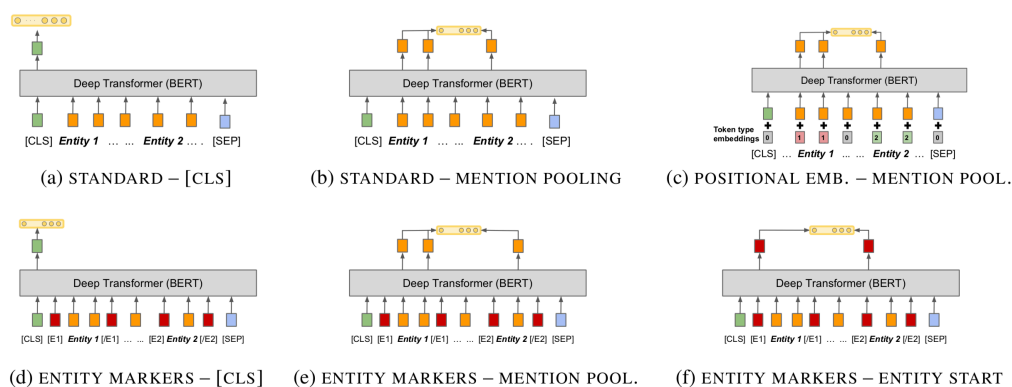 Deep Transformer (BERT)
[CLS] Entity 1 ... ... Entity 2 ... . [SEP]
(a) STANDARD – [CLS]
Deep Transformer (BERT)
[CLS] Entity 1 ... ... Entity 2 ... [SEP]
(b) STANDARD – MENTION POOLING
Deep Transformer (BERT)
Token type embeddings 0 1 1 0 2 2 0
[CLS] ... Entity 1 ... ... Entity 2 ... [SEP]
(c) POSITIONAL EMB. – MENTION POOL.
Deep Transformer (BERT)
[CLS] [E1] Entity 1 [/E1] ... ... [E2] Entity 2 [/E2] [SEP]
(d) ENTITY MARKERS – [CLS]
Deep Transformer (BERT)
[CLS] [E1] Entity 1 [/E1] ... ... [E2] Entity 2 [/E2] [SEP]
(e) ENTITY MARKERS – MENTION POOL.
Deep Transformer (BERT)
[CLS] [E1] Entity 1 [/E1] ... ... [E2] Entity 2 [/E2] [SEP]
(f) ENTITY MARKERS – ENTITY START